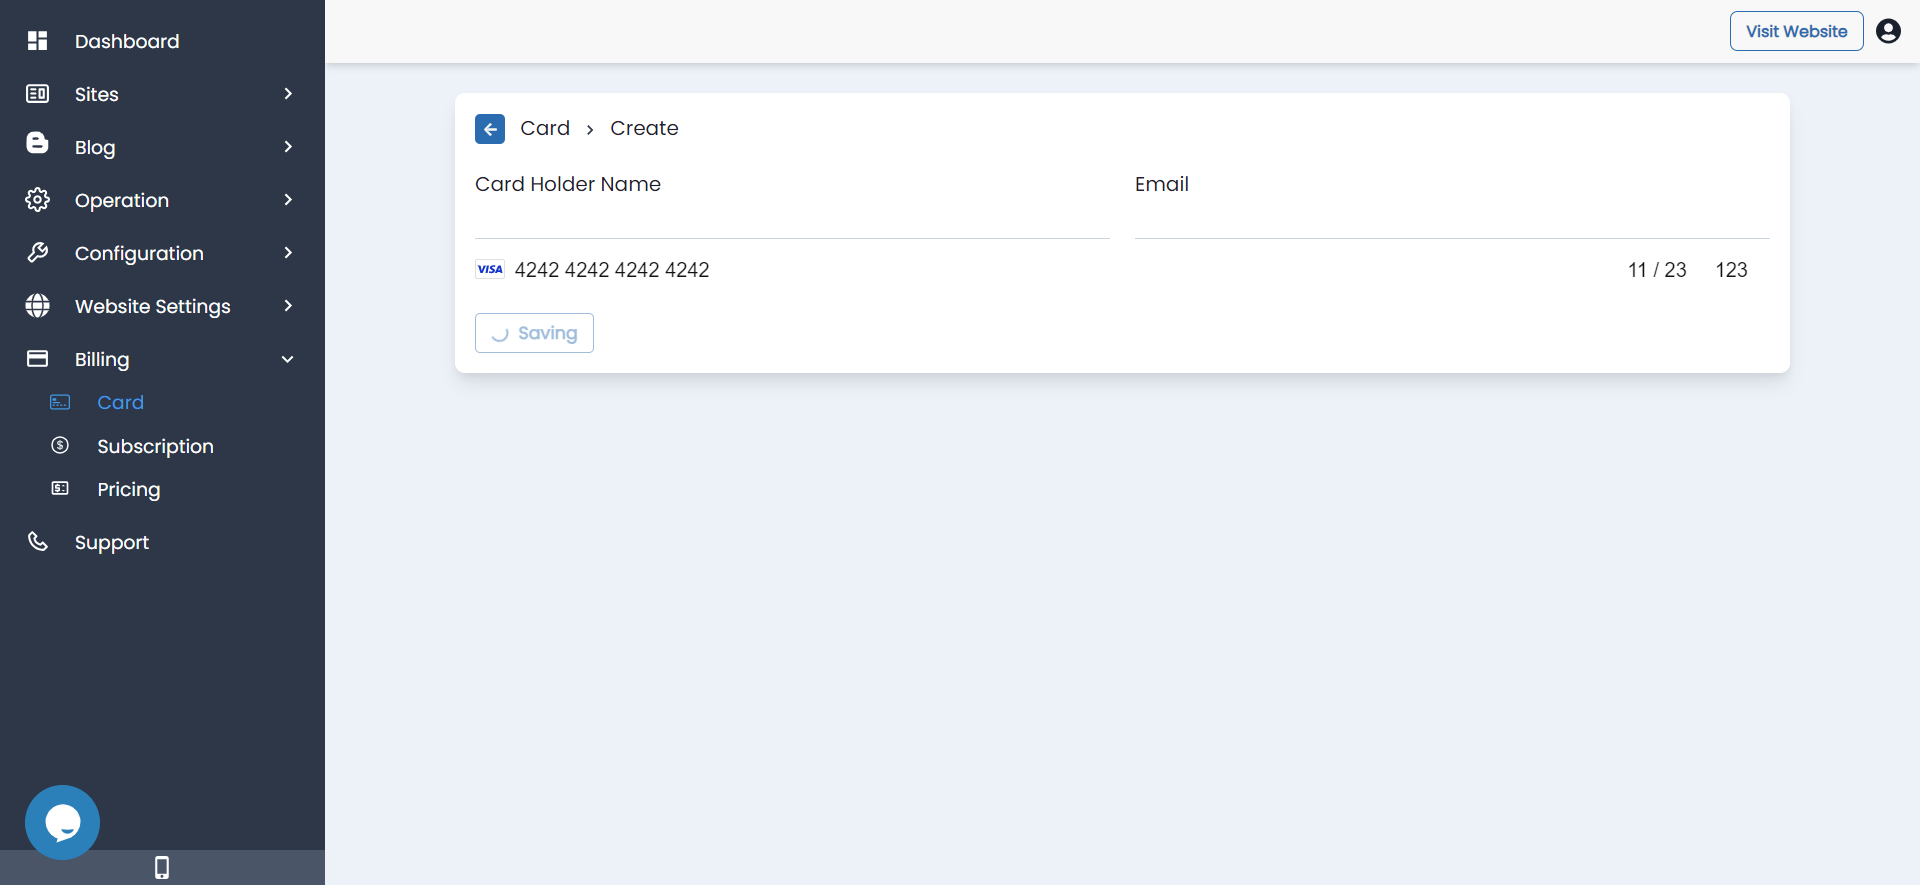 Dashboard
Sites
Blog
Operation
Configuration
Website Settings
Billing
Card
Subscription
Pricing
Support
Visit Website
Card › Create
Card Holder Name
Email
VISA 4242 4242 4242 4242 11 / 23 123
Saving